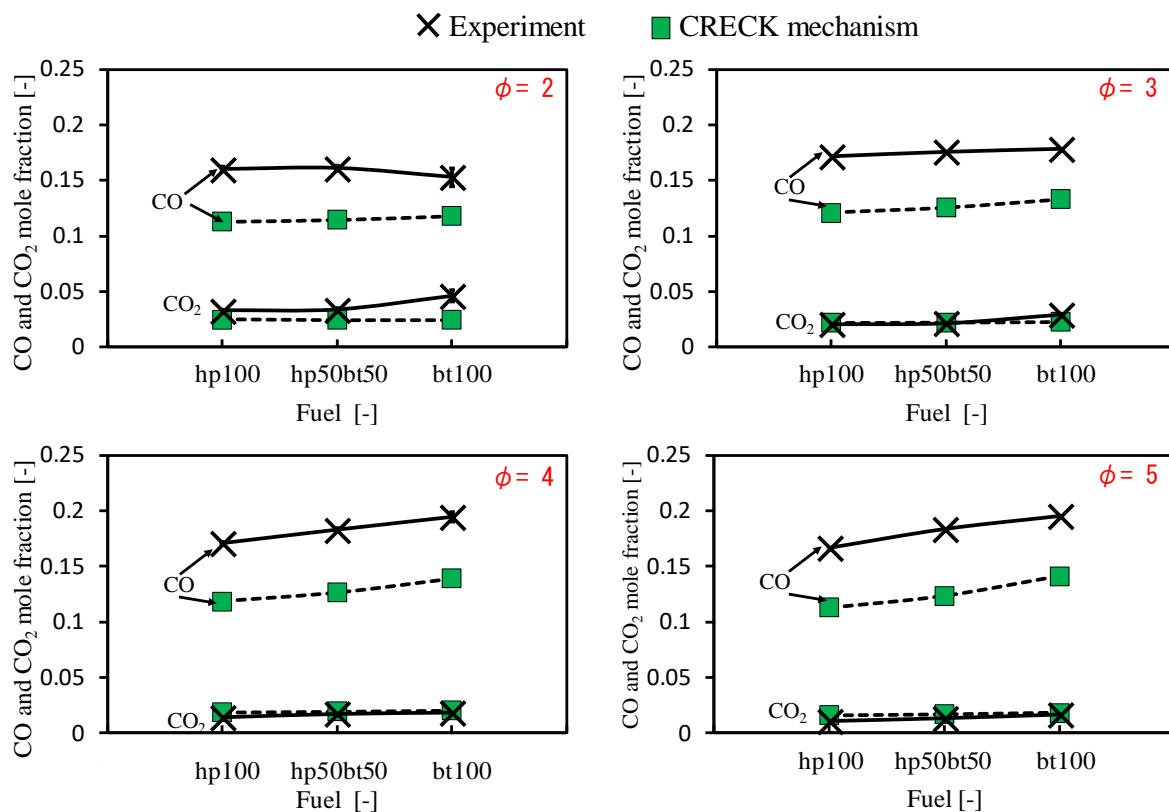 Experiment CRECK mechanism
CO and CO₂ mole fraction [-]
0.25
0.2
0.15
0.1
0.05
0
ϕ= 2
CO
CO₂
hp100 hp50bt50 bt100
Fuel [-]
CO and CO₂ mole fraction [-]
0.25
0.2
0.15
0.1
0.05
0
ϕ= 3
CO
CO₂
hp100 hp50bt50 bt100
Fuel [-]
CO and CO₂ mole fraction [-]
0.25
0.2
0.15
0.1
0.05
0
ϕ= 4
CO
CO₂
hp100 hp50bt50 bt100
Fuel [-]
CO and CO₂ mole fraction [-]
0.25
0.2
0.15
0.1
0.05
0
ϕ= 5
CO
CO₂
hp100 hp50bt50 bt100
Fuel [-]